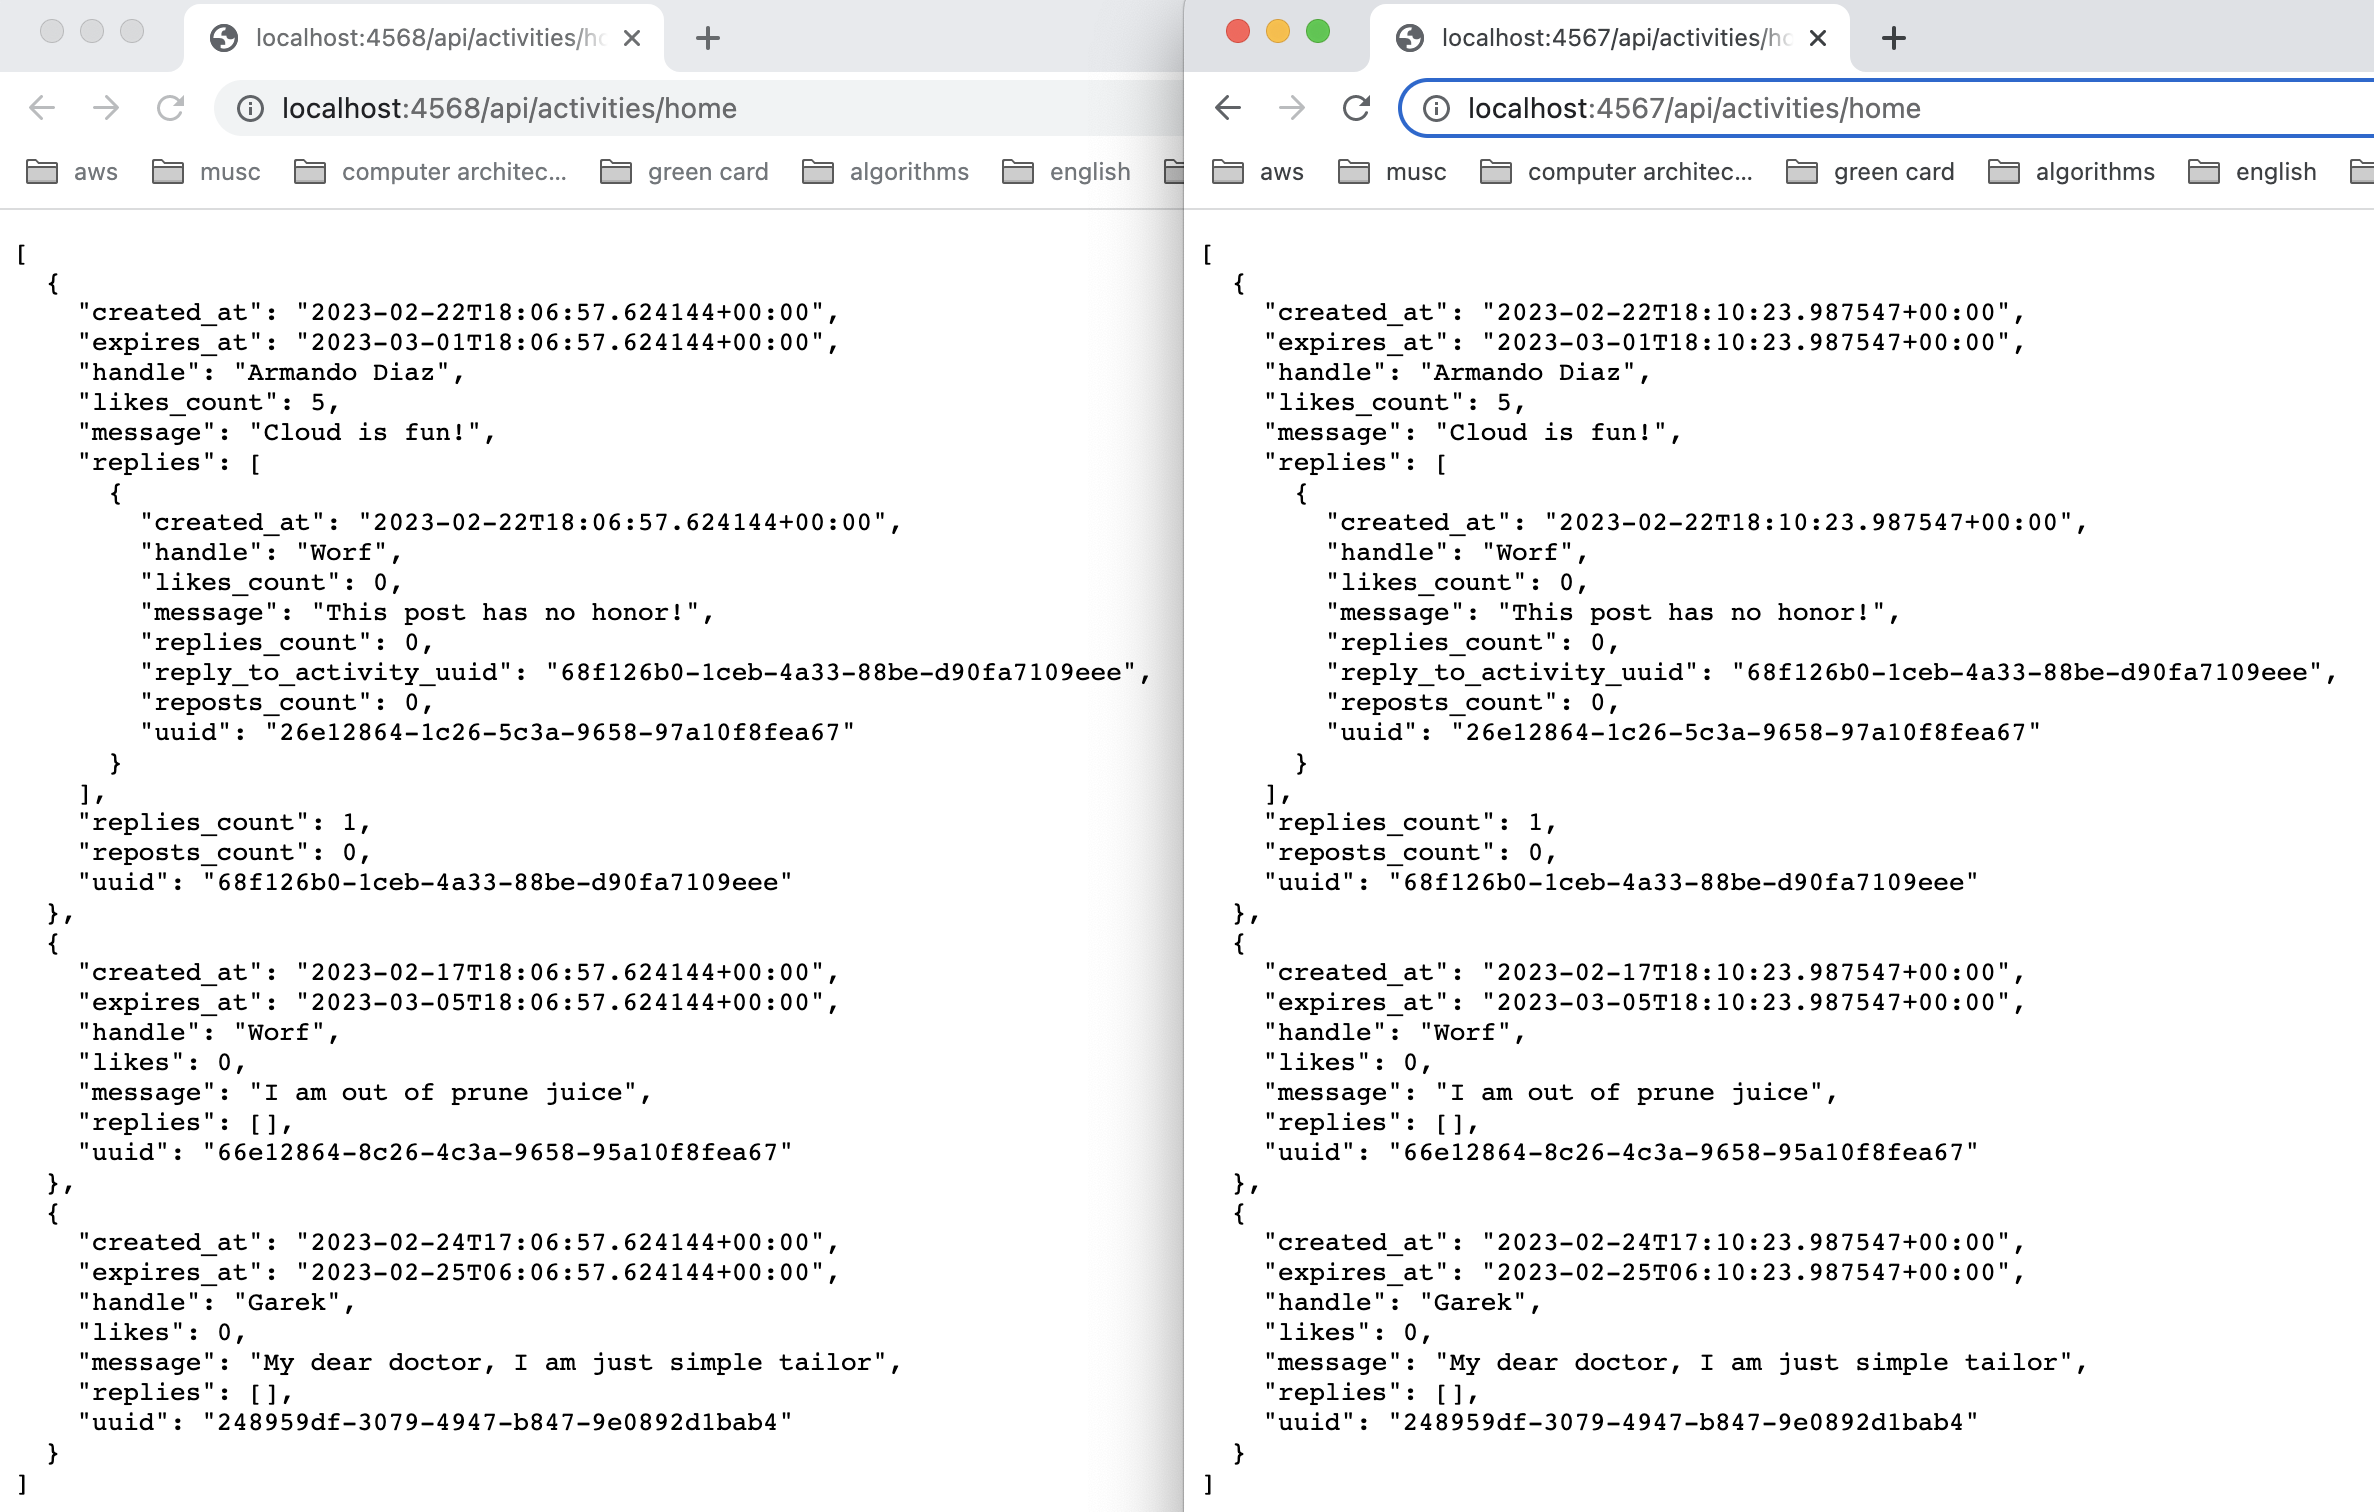 localhost:4568/api/activities/ho
localhost:4568/api/activities/home
aws musc computer architec... green card algorithms english
[
  {
    "created_at": "2023-02-22T18:06:57.624144+00:00",
    "expires_at": "2023-03-01T18:06:57.624144+00:00",
    "handle": "Armando Diaz",
    "likes_count": 5,
    "message": "Cloud is fun!",
    "replies": [
      {
        "created_at": "2023-02-22T18:06:57.624144+00:00",
        "handle": "Worf",
        "likes_count": 0,
        "message": "This post has no honor!",
        "replies_count": 0,
        "reply_to_activity_uuid": "68f126b0-1ceb-4a33-88be-d90fa7109eee",
        "reposts_count": 0,
        "uuid": "26e12864-1c26-5c3a-9658-97a10f8fea67"
      }
    ],
    "replies_count": 1,
    "reposts_count": 0,
    "uuid": "68f126b0-1ceb-4a33-88be-d90fa7109eee"
  },
  {
    "created_at": "2023-02-17T18:06:57.624144+00:00",
    "expires_at": "2023-03-05T18:06:57.624144+00:00",
    "handle": "Worf",
    "likes": 0,
    "message": "I am out of prune juice",
    "replies": [],
    "uuid": "66e12864-8c26-4c3a-9658-95a10f8fea67"
  },
  {
    "created_at": "2023-02-24T17:06:57.624144+00:00",
    "expires_at": "2023-02-25T06:06:57.624144+00:00",
    "handle": "Garek",
    "likes": 0,
    "message": "My dear doctor, I am just simple tailor",
    "replies": [],
    "uuid": "248959df-3079-4947-b847-9e0892d1bab4"
  }
]
localhost:4567/api/activities/ho
localhost:4567/api/activities/home
aws musc computer architec... green card algorithms english
[
  {
    "created_at": "2023-02-22T18:10:23.987547+00:00",
    "expires_at": "2023-03-01T18:10:23.987547+00:00",
    "handle": "Armando Diaz",
    "likes_count": 5,
    "message": "Cloud is fun!",
    "replies": [
      {
        "created_at": "2023-02-22T18:10:23.987547+00:00",
        "handle": "Worf",
        "likes_count": 0,
        "message": "This post has no honor!",
        "replies_count": 0,
        "reply_to_activity_uuid": "68f126b0-1ceb-4a33-88be-d90fa7109eee",
        "reposts_count": 0,
        "uuid": "26e12864-1c26-5c3a-9658-97a10f8fea67"
      }
    ],
    "replies_count": 1,
    "reposts_count": 0,
    "uuid": "68f126b0-1ceb-4a33-88be-d90fa7109eee"
  },
  {
    "created_at": "2023-02-17T18:10:23.987547+00:00",
    "expires_at": "2023-03-05T18:10:23.987547+00:00",
    "handle": "Worf",
    "likes": 0,
    "message": "I am out of prune juice",
    "replies": [],
    "uuid": "66e12864-8c26-4c3a-9658-95a10f8fea67"
  },
  {
    "created_at": "2023-02-24T17:10:23.987547+00:00",
    "expires_at": "2023-02-25T06:10:23.987547+00:00",
    "handle": "Garek",
    "likes": 0,
    "message": "My dear doctor, I am just simple tailor",
    "replies": [],
    "uuid": "248959df-3079-4947-b847-9e0892d1bab4"
  }
]